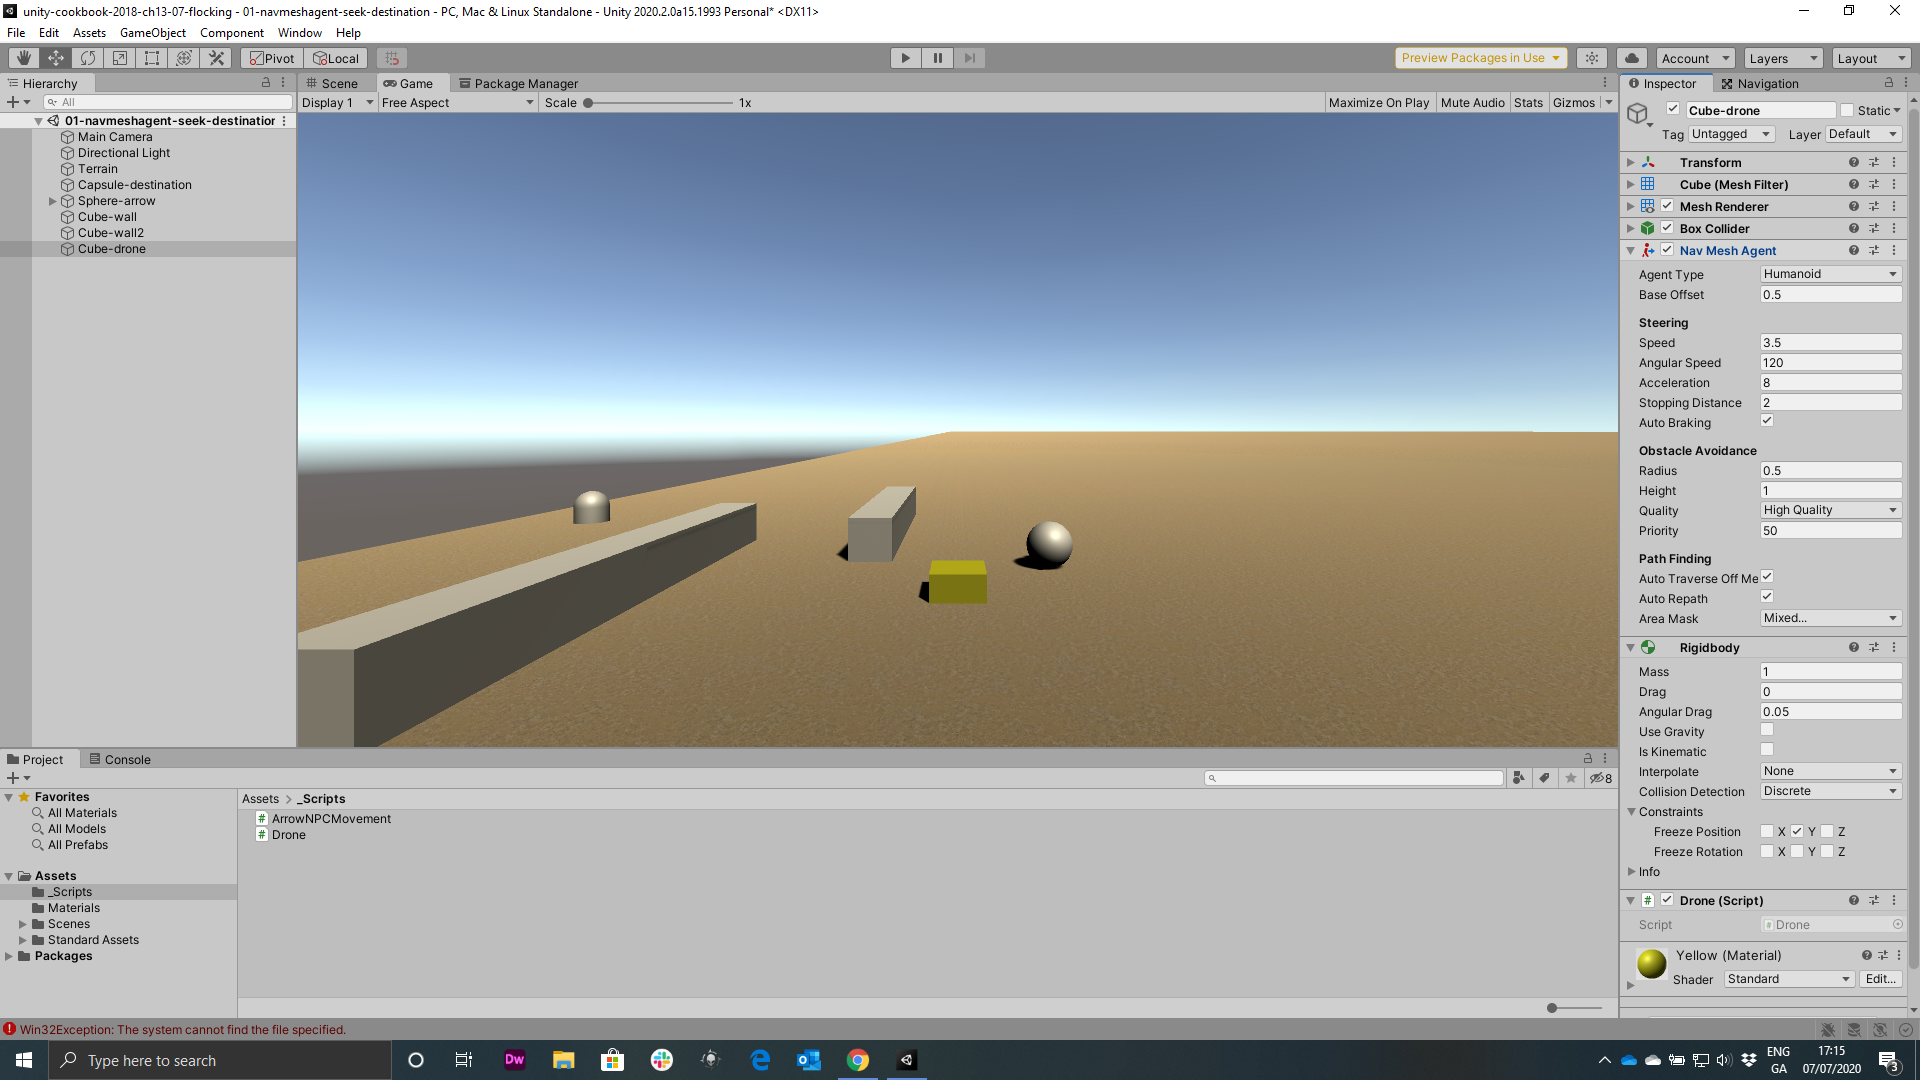 unity-cookbook-2018-ch13-07-flocking - 01-navmeshagent-seek-destination - PC, Mac & Linux Standalone - Unity 2020.2.0a15.1993 Personal* <DX11>
File Edit Assets GameObject Component Window Help
Pivot Local Preview Packages in Use Account Layers Layout
Hierarchy
All
01-navmeshagent-seek-destination
Main Camera
Directional Light
Terrain
Capsule-destination
Sphere-arrow
Cube-wall
Cube-wall2
Cube-drone
Scene Game Package Manager
Display 1 Free Aspect Scale 1x Maximize On Play Mute Audio Stats Gizmos
Inspector Navigation
Cube-drone Static
Tag Untagged Layer Default
Transform
Cube (Mesh Filter)
Mesh Renderer
Box Collider
Nav Mesh Agent
Agent Type Humanoid
Base Offset 0.5
Steering
Speed 3.5
Angular Speed 120
Acceleration 8
Stopping Distance 2
Auto Braking
Obstacle Avoidance
Radius 0.5
Height 1
Quality High Quality
Priority 50
Path Finding
Auto Traverse Off Me
Auto Repath
Area Mask Mixed...
Rigidbody
Mass 1
Drag 0
Angular Drag 0.05
Use Gravity
Is Kinematic
Interpolate None
Collision Detection Discrete
Constraints
Freeze Position X Y Z
Freeze Rotation X Y Z
Info
Drone (Script)
Script Drone
Yellow (Material)
Shader Standard Edit...
Project Console
8
Favorites
All Materials
All Models
All Prefabs
Assets
_Scripts
Materials
Scenes
Standard Assets
Packages
Assets > _Scripts
ArrowNPCMovement
Drone
Win32Exception: The system cannot find the file specified.
Type here to search
Dw
ENG
GA
17:15
07/07/2020
3